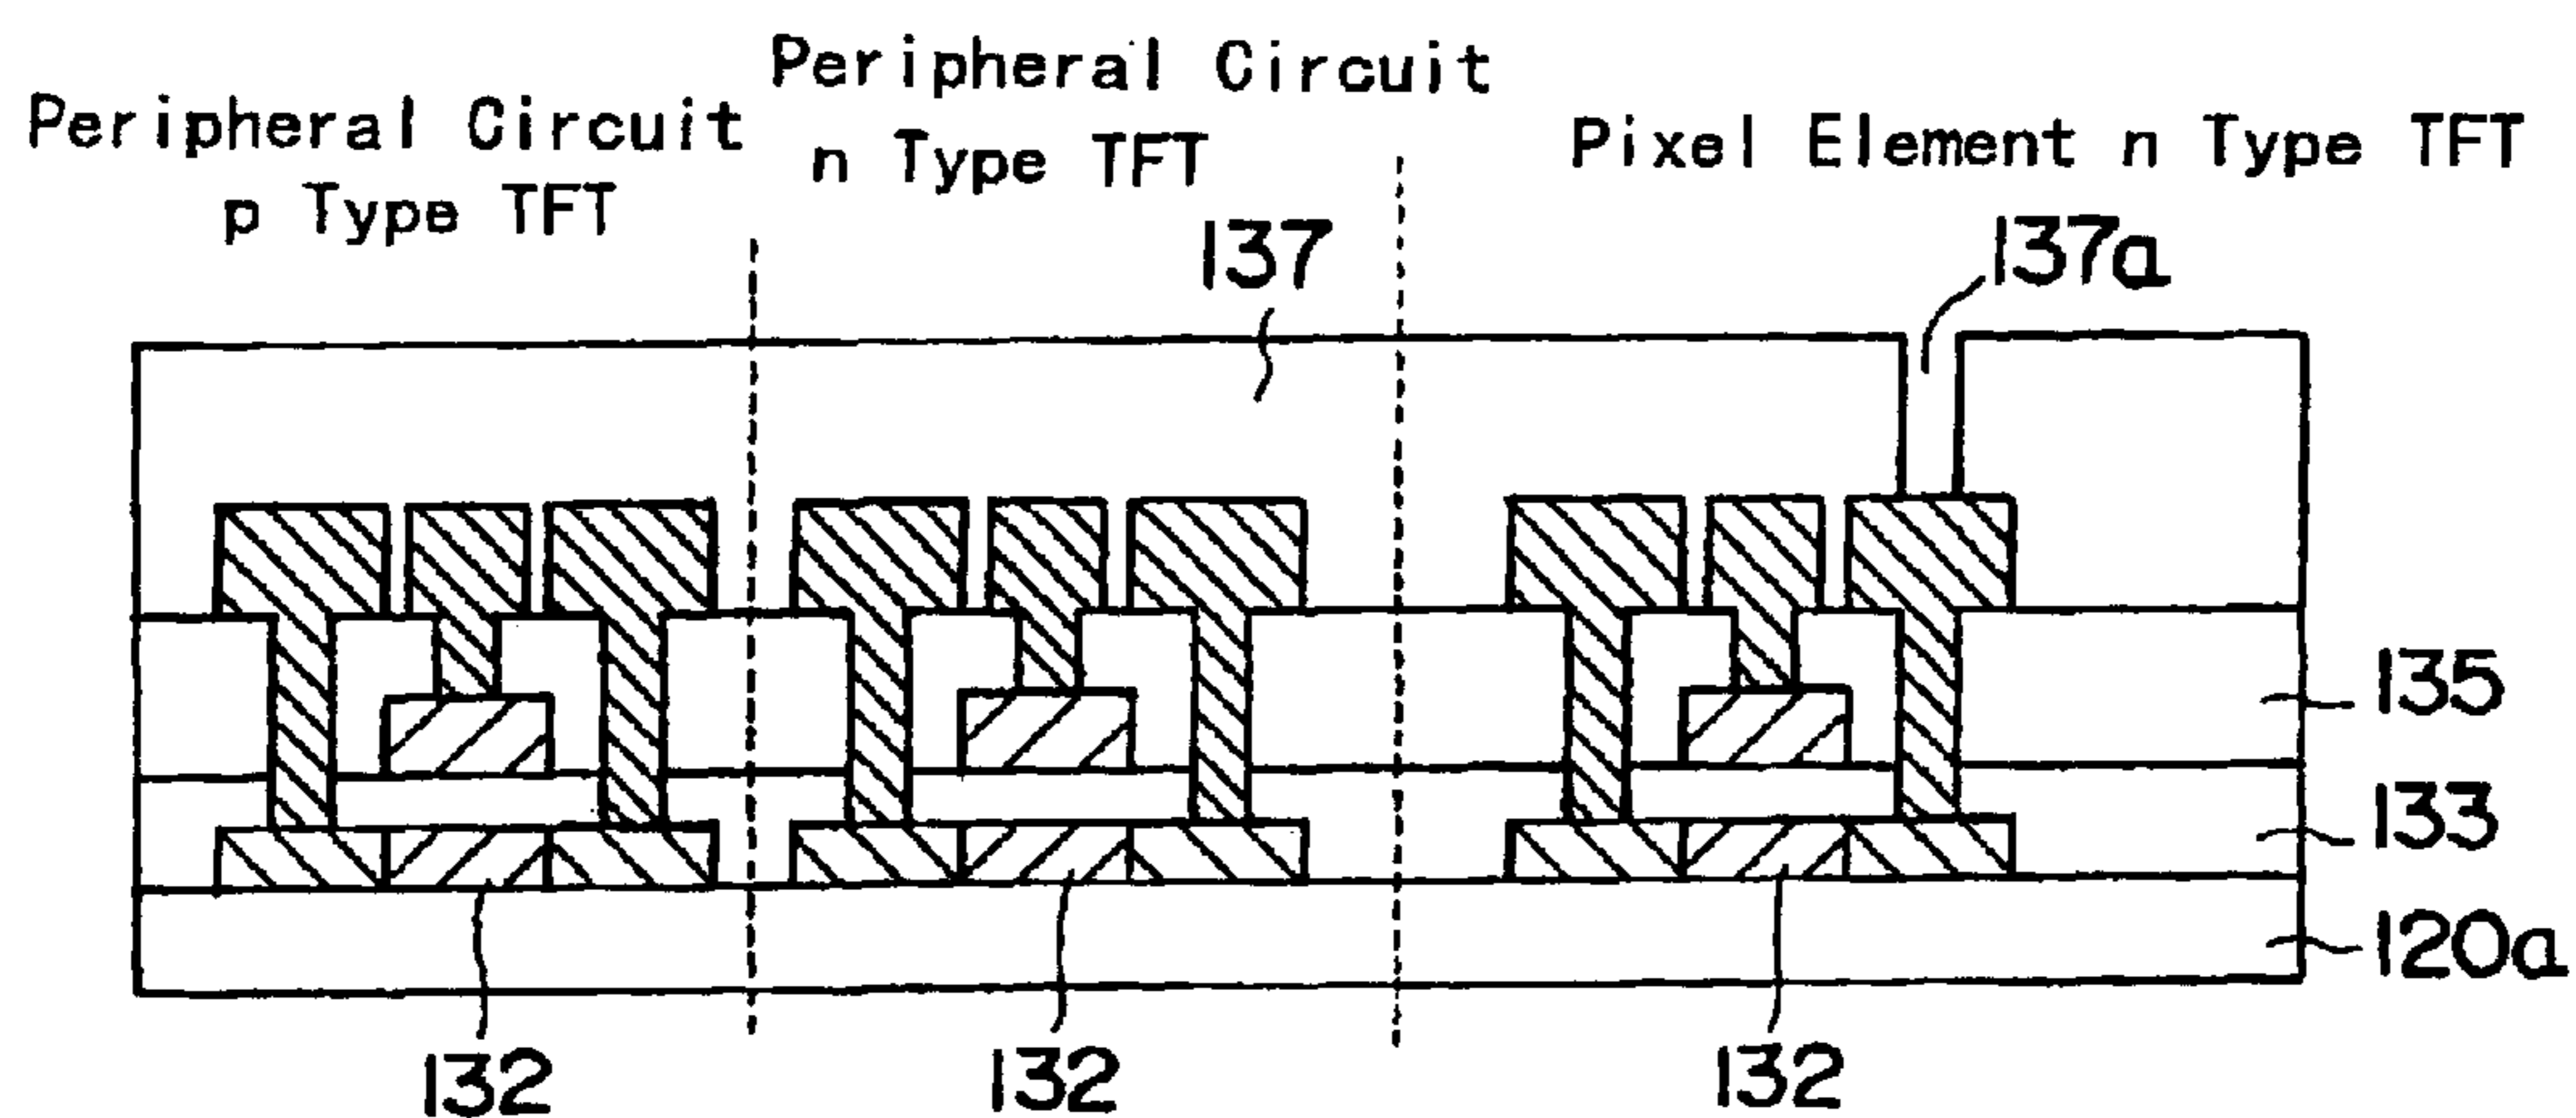 Peripheral Circuit
p Type TFT
Peripheral Circuit
n Type TFT
Pixel Element n Type TFT
137
137a
135
133
120a
132
132
132